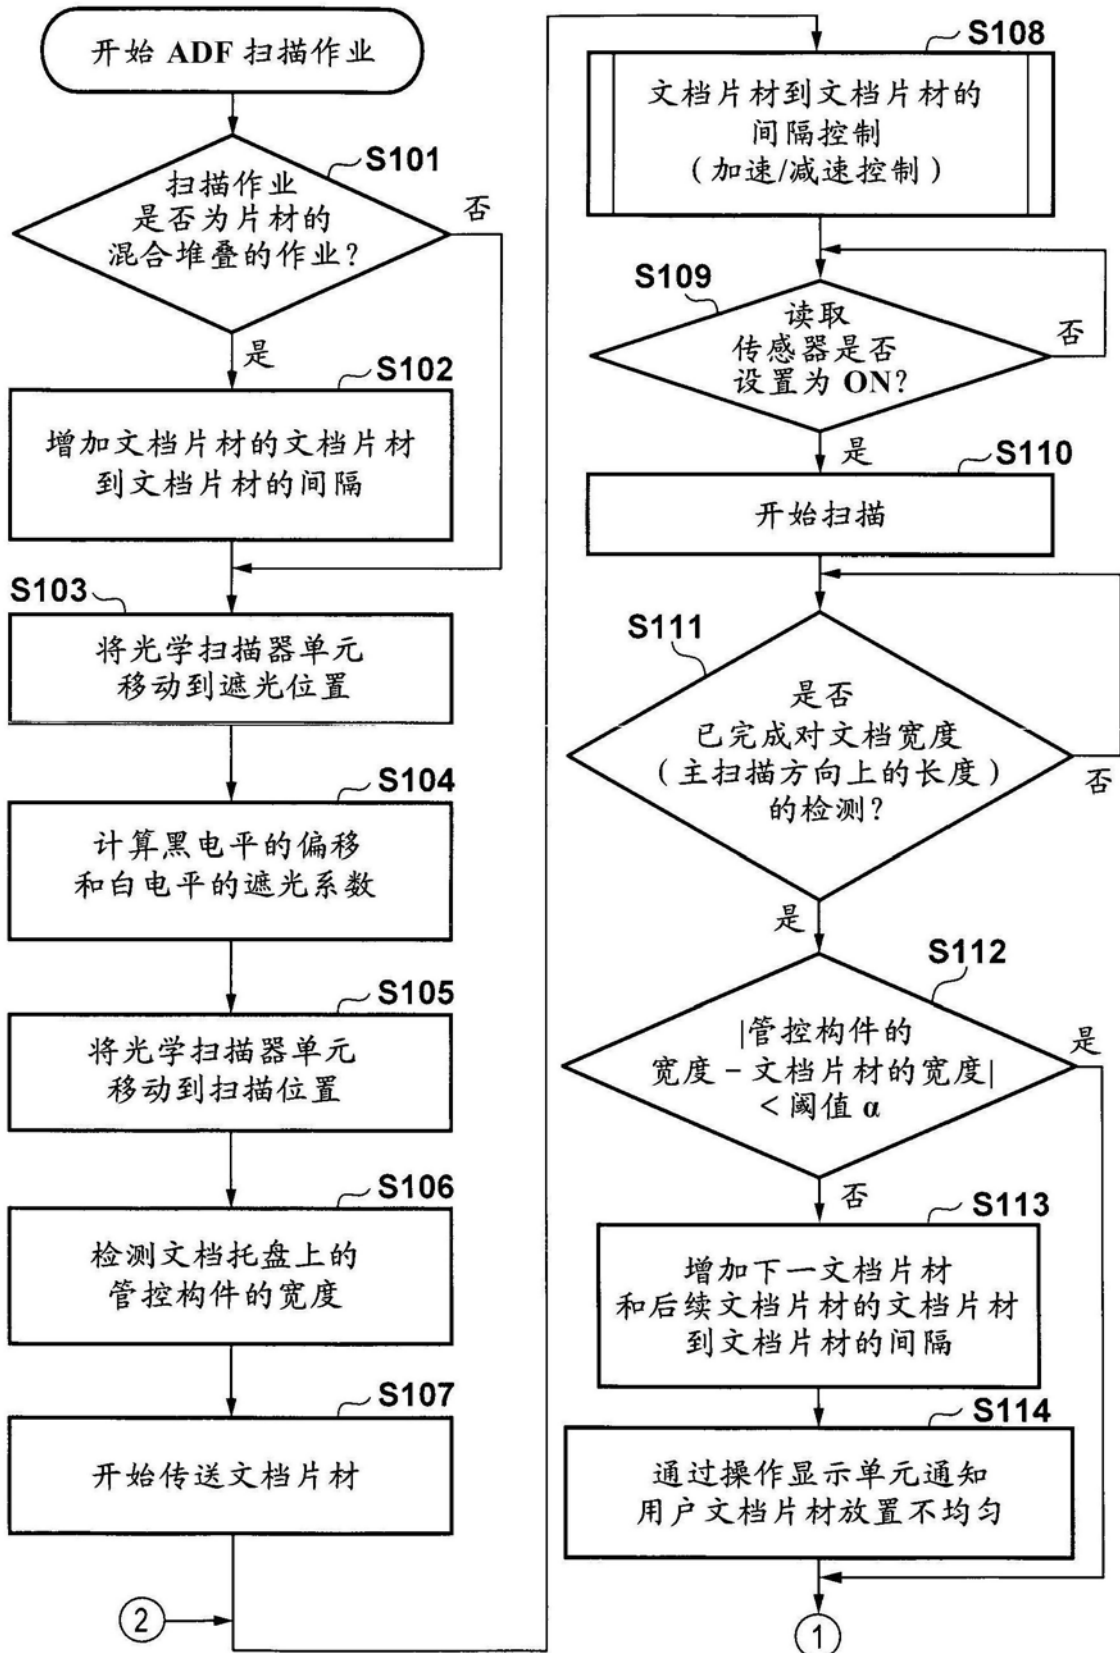 开始 ADF 扫描作业
S101
扫描作业
是否为片材的
混合堆叠的作业?
否
是
S102
增加文档片材的文档片材
到文档片材的间隔
S103
将光学扫描器单元
移动到遮光位置
S104
计算黑电平的偏移
和白电平的遮光系数
S105
将光学扫描器单元
移动到扫描位置
S106
检测文档托盘上的
管控构件的宽度
S107
开始传送文档片材
2
S108
文档片材到文档片材的
间隔控制
(加速/减速控制)
S109
读取
传感器是否
设置为 ON?
否
是
S110
开始扫描
S111
是否
已完成对文档宽度
(主扫描方向上的长度)
的检测?
否
是
S112
|管控构件的
宽度 – 文档片材的宽度|
< 阈值 α
是
否
S113
增加下一文档片材
和后续文档片材的文档片材
到文档片材的间隔
S114
通过操作显示单元通知
用户文档片材放置不均匀
1